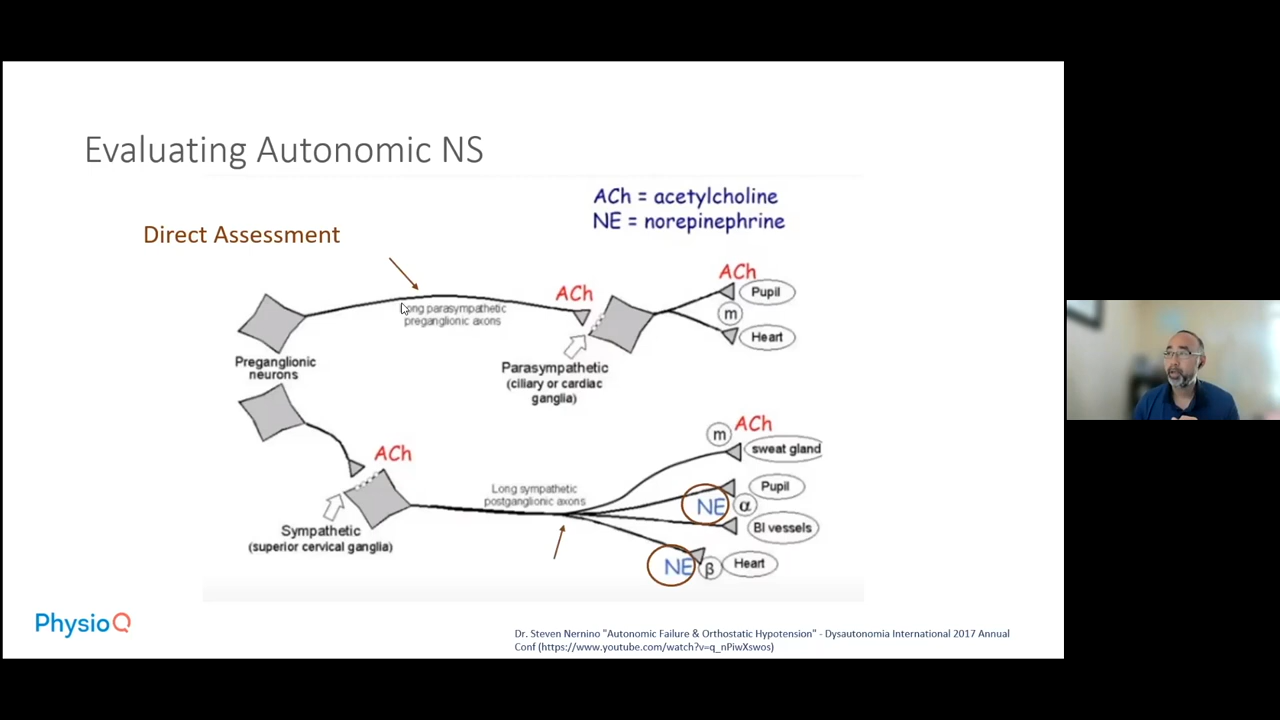 Evaluating Autonomic NS
ACh = acetylcholine
NE = norepinephrine
Direct Assessment
ACh
Long parasympathetic
preganglionic axons
ACh
Pupil
m
Heart
Preganglionic
neurons
Parasympathetic
(ciliary or cardiac
ganglia)
ACh
Long sympathetic
postganglionic axons
m
ACh
sweat gland
Pupil
NE
α
Bl vessels
NE
β
Heart
Sympathetic
(superior cervical ganglia)
PhysioQ
Dr. Steven Nernino "Autonomic Failure & Orthostatic Hypotension" - Dysautonomia International 2017 Annual
Conf (https://www.youtube.com/watch?v=q_nPiwXswos)